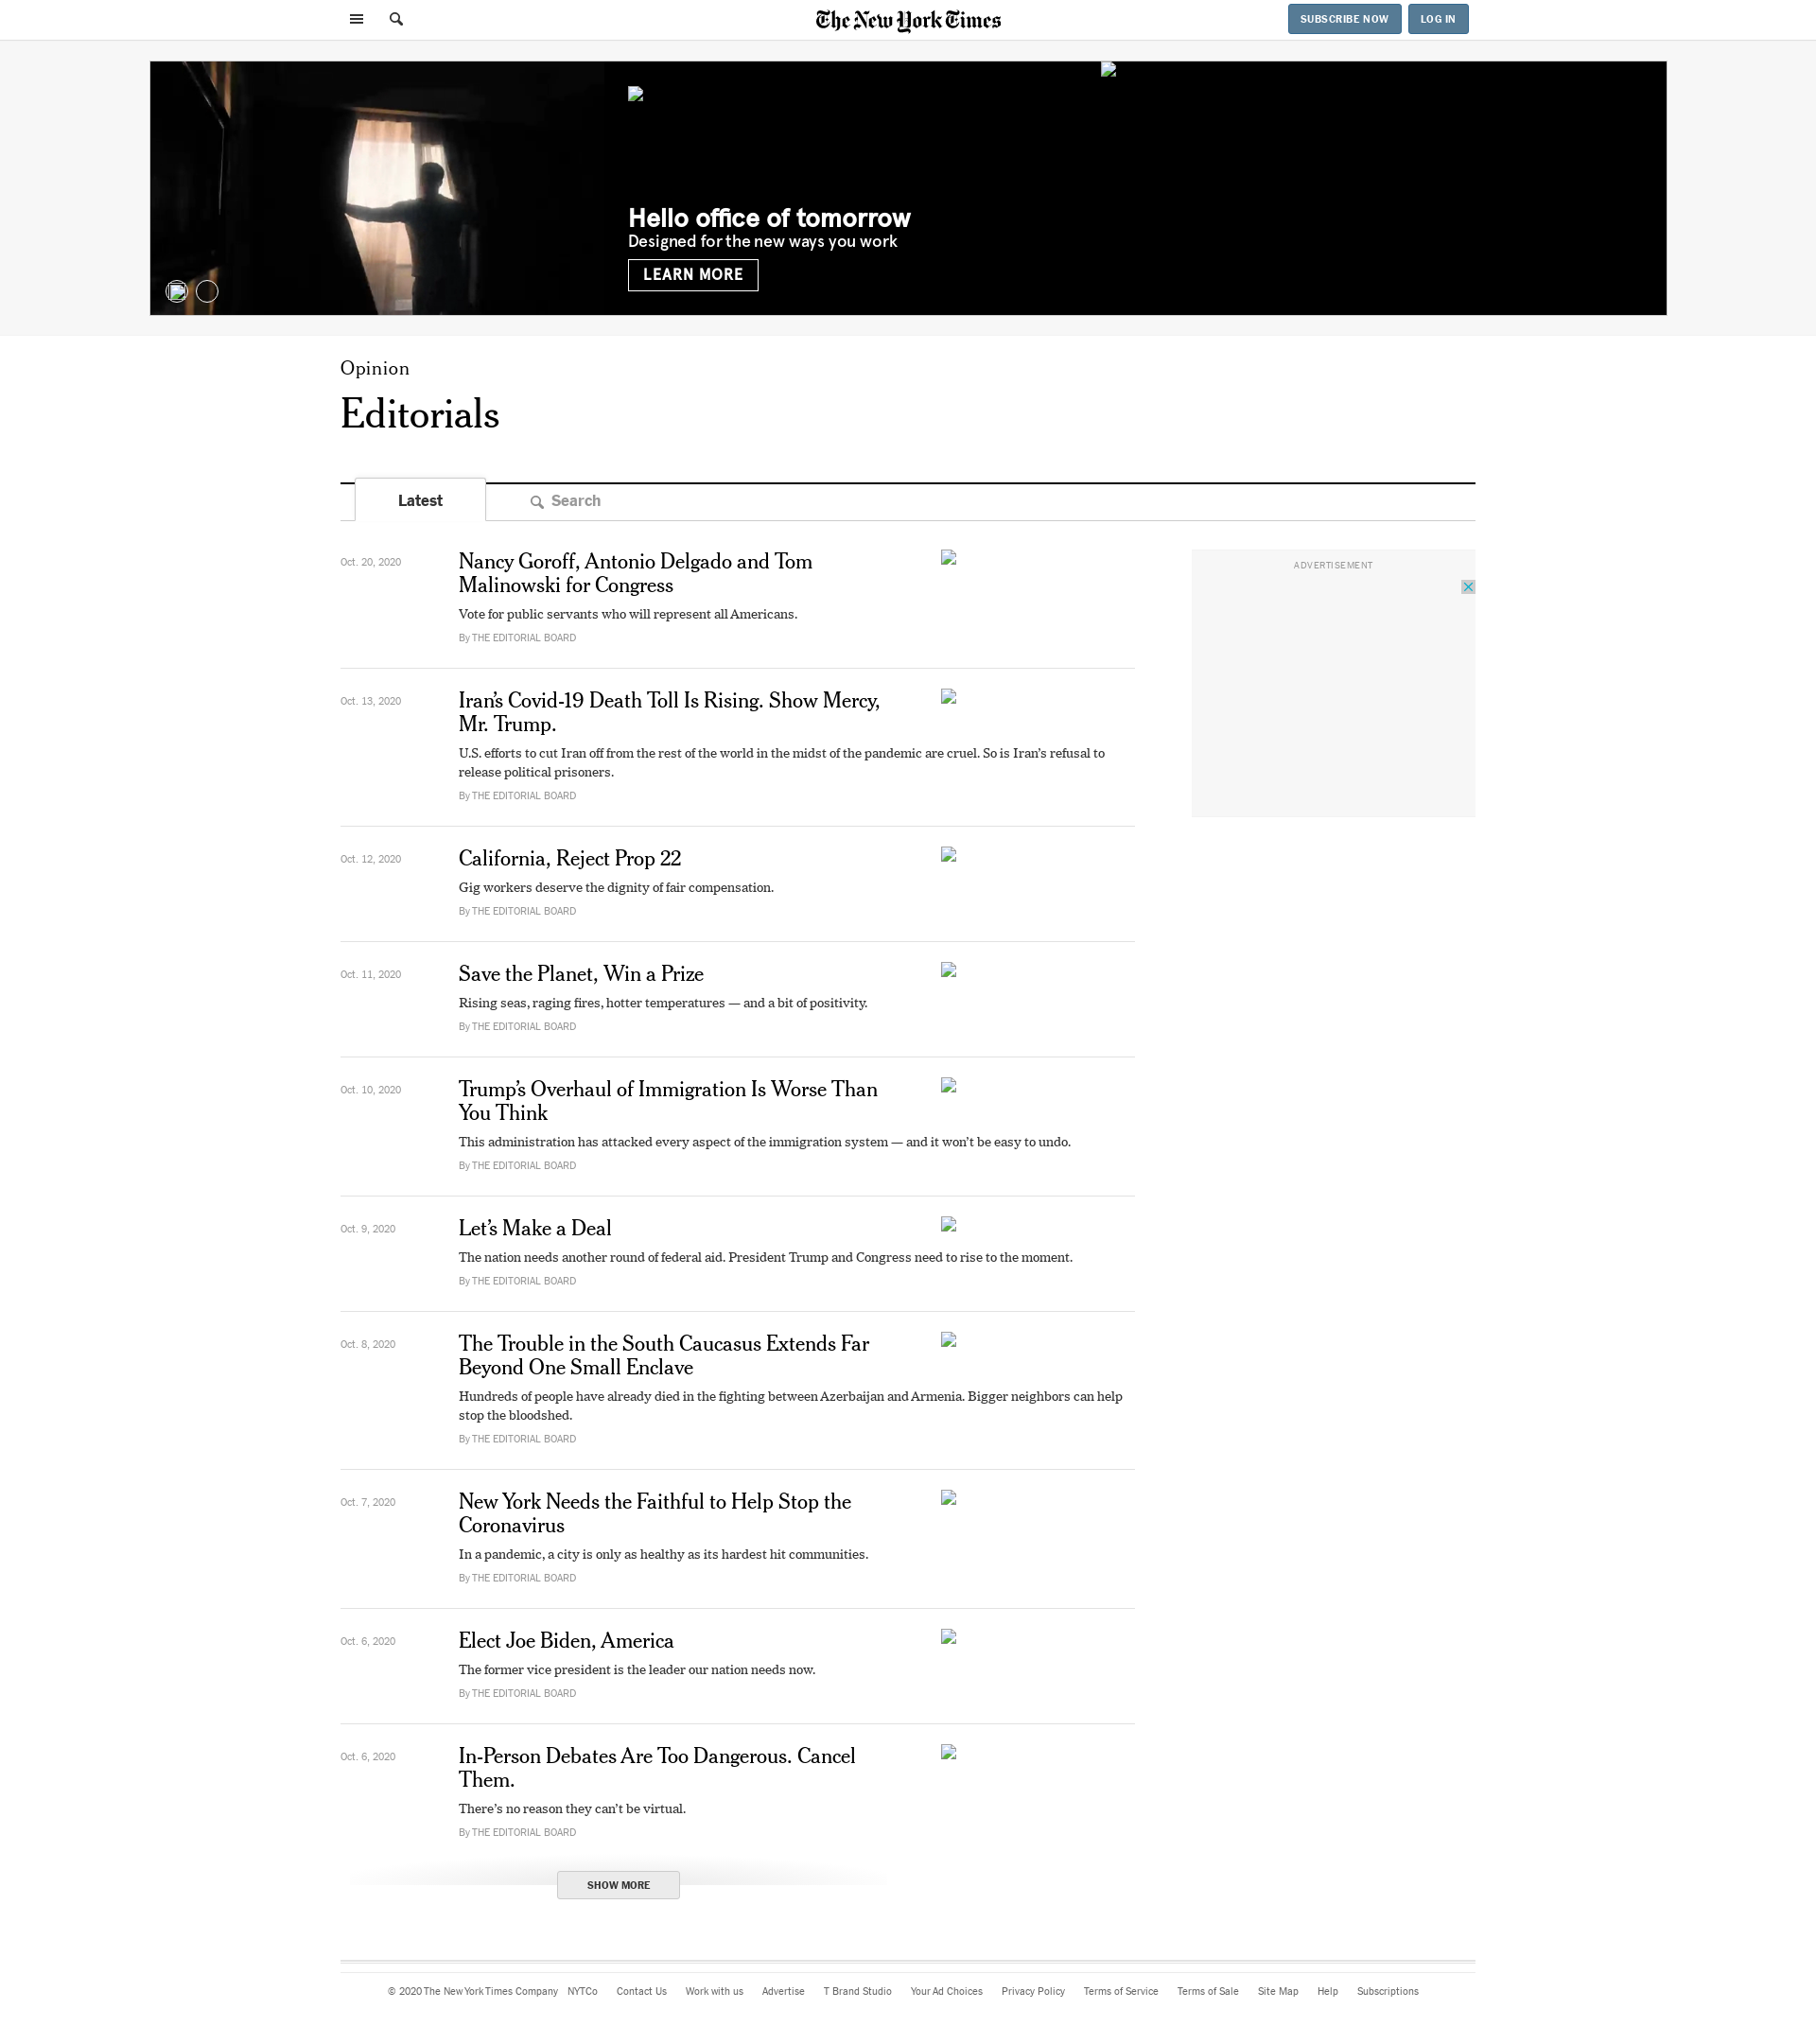 The New York Times
SUBSCRIBE NOW
LOG IN
Hello office of tomorrow
Designed for the new ways you work
LEARN MORE
Opinion
Editorials
Latest
Search
Oct. 20, 2020
Nancy Goroff, Antonio Delgado and Tom
Malinowski for Congress
Vote for public servants who will represent all Americans.
By THE EDITORIAL BOARD
ADVERTISEMENT
Oct. 13, 2020
Iran’s Covid-19 Death Toll Is Rising. Show Mercy,
Mr. Trump.
U.S. efforts to cut Iran off from the rest of the world in the midst of the pandemic are cruel. So is Iran’s refusal to
release political prisoners.
By THE EDITORIAL BOARD
Oct. 12, 2020
California, Reject Prop 22
Gig workers deserve the dignity of fair compensation.
By THE EDITORIAL BOARD
Oct. 11, 2020
Save the Planet, Win a Prize
Rising seas, raging fires, hotter temperatures — and a bit of positivity.
By THE EDITORIAL BOARD
Oct. 10, 2020
Trump’s Overhaul of Immigration Is Worse Than
You Think
This administration has attacked every aspect of the immigration system — and it won’t be easy to undo.
By THE EDITORIAL BOARD
Oct. 9, 2020
Let’s Make a Deal
The nation needs another round of federal aid. President Trump and Congress need to rise to the moment.
By THE EDITORIAL BOARD
Oct. 8, 2020
The Trouble in the South Caucasus Extends Far
Beyond One Small Enclave
Hundreds of people have already died in the fighting between Azerbaijan and Armenia. Bigger neighbors can help
stop the bloodshed.
By THE EDITORIAL BOARD
Oct. 7, 2020
New York Needs the Faithful to Help Stop the
Coronavirus
In a pandemic, a city is only as healthy as its hardest hit communities.
By THE EDITORIAL BOARD
Oct. 6, 2020
Elect Joe Biden, America
The former vice president is the leader our nation needs now.
By THE EDITORIAL BOARD
Oct. 6, 2020
In-Person Debates Are Too Dangerous. Cancel
Them.
There’s no reason they can’t be virtual.
By THE EDITORIAL BOARD
SHOW MORE
© 2020 The New York Times Company NYTCo Contact Us Work with us Advertise T Brand Studio Your Ad Choices Privacy Policy Terms of Service Terms of Sale Site Map Help Subscriptions